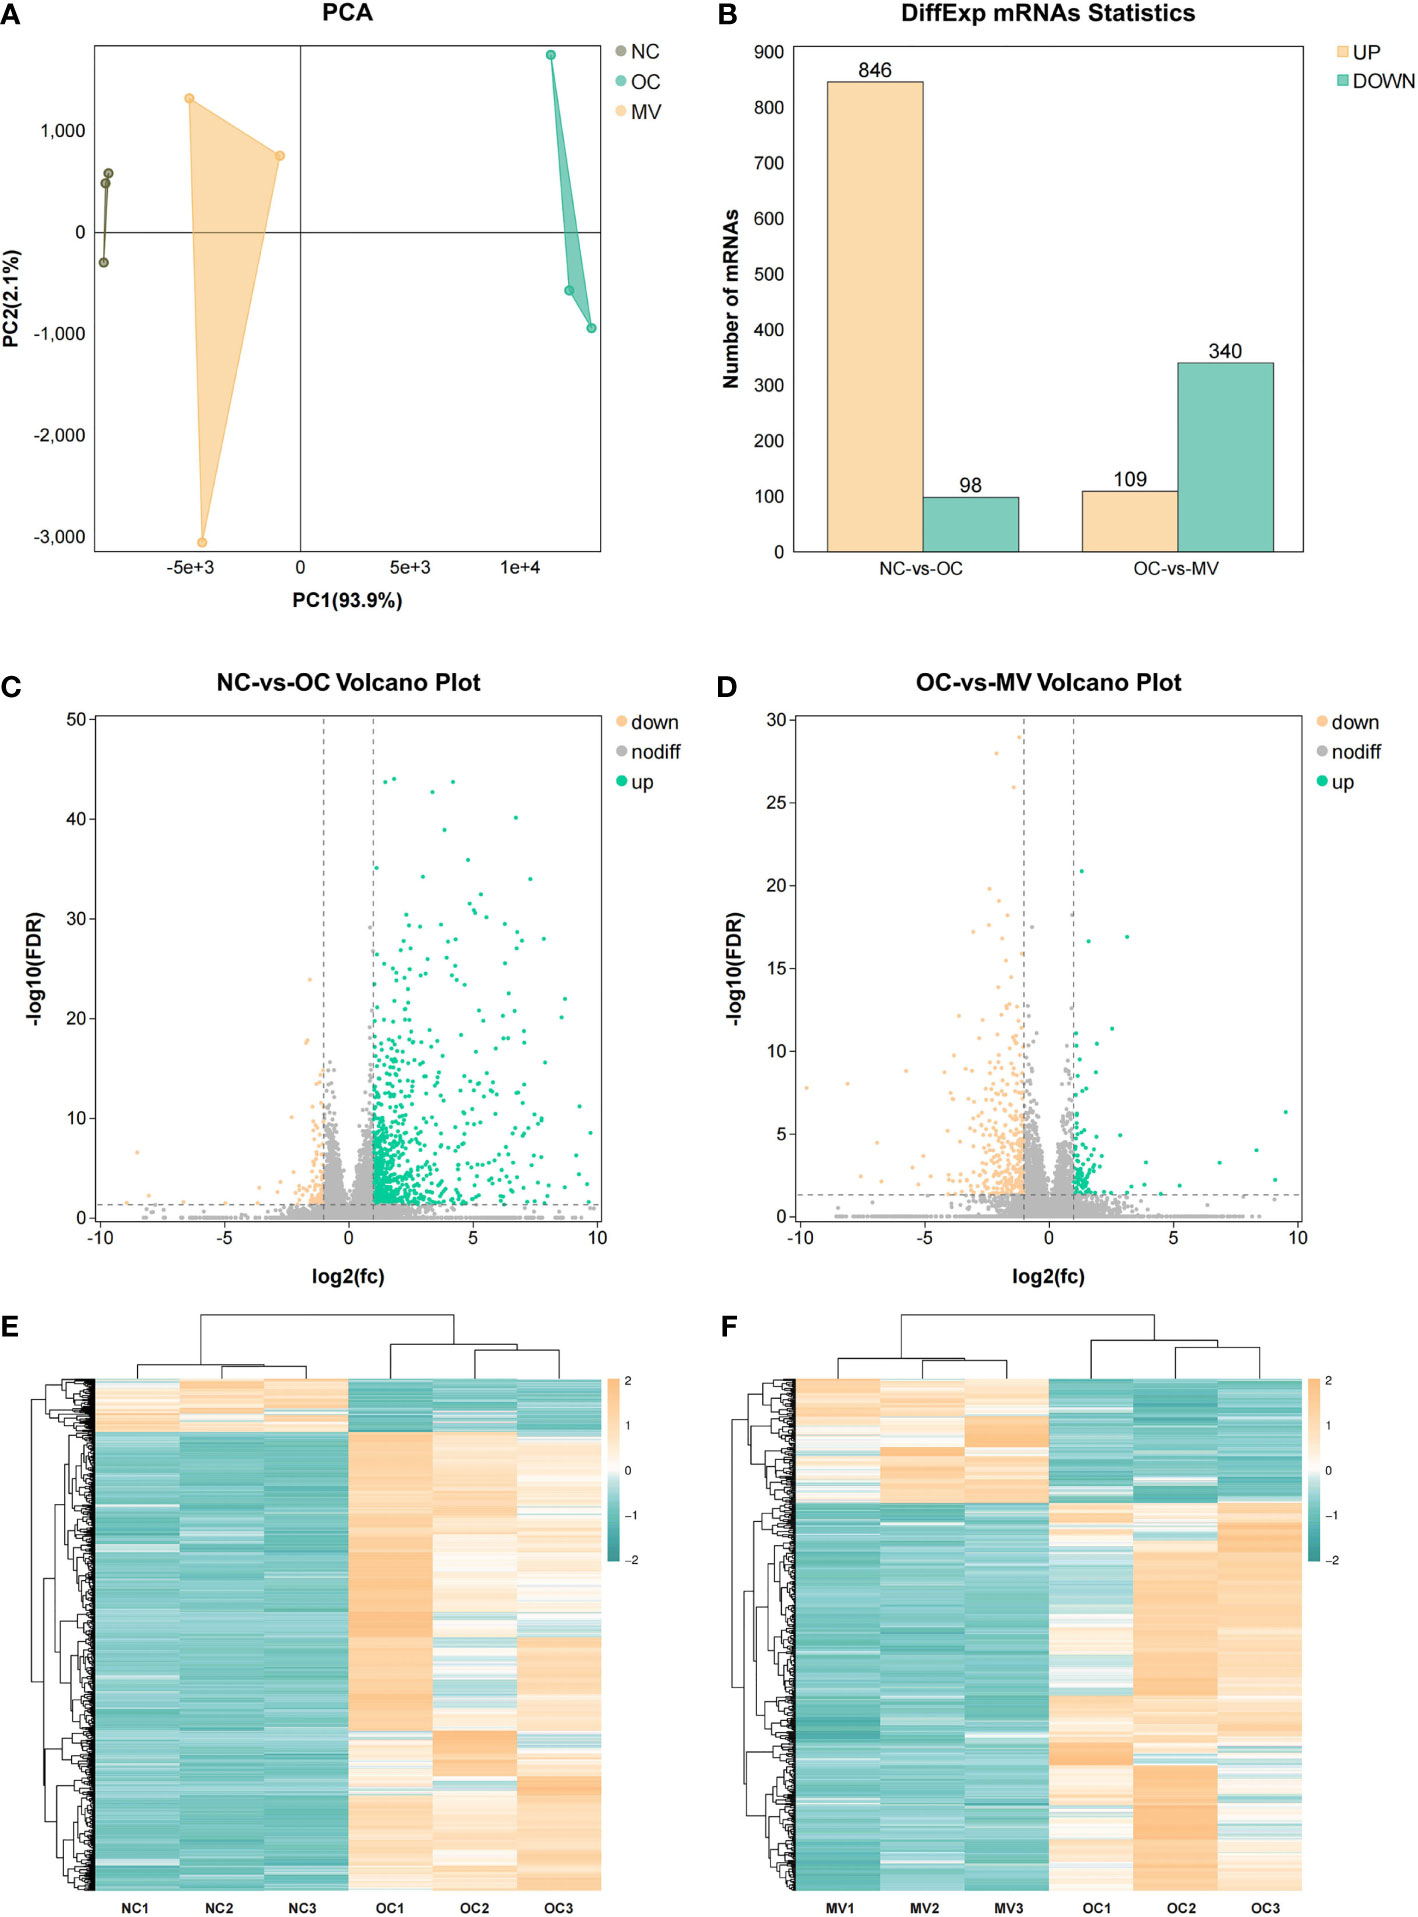 A
PCA
NC
OC
MV
1,000
0
-1,000
-2,000
-3,000
PC2(2.1%)
-5e+3 0 5e+3 1e+4
PC1(93.9%)
B
DiffExp mRNAs Statistics
UP
DOWN
900
800
700
600
500
400
300
200
100
0
Number of mRNAs
846
98
109
340
NC-vs-OC OC-vs-MV
C
NC-vs-OC Volcano Plot
down
nodiff
up
50
40
30
20
10
0
-log10(FDR)
-10 -5 0 5 10
log2(fc)
D
OC-vs-MV Volcano Plot
down
nodiff
up
30
25
20
15
10
5
0
-log10(FDR)
-10 -5 0 5 10
log2(fc)
E
2
1
0
−1
−2
NC1 NC2 NC3 OC1 OC2 OC3
F
2
1
0
−1
−2
MV1 MV2 MV3 OC1 OC2 OC3